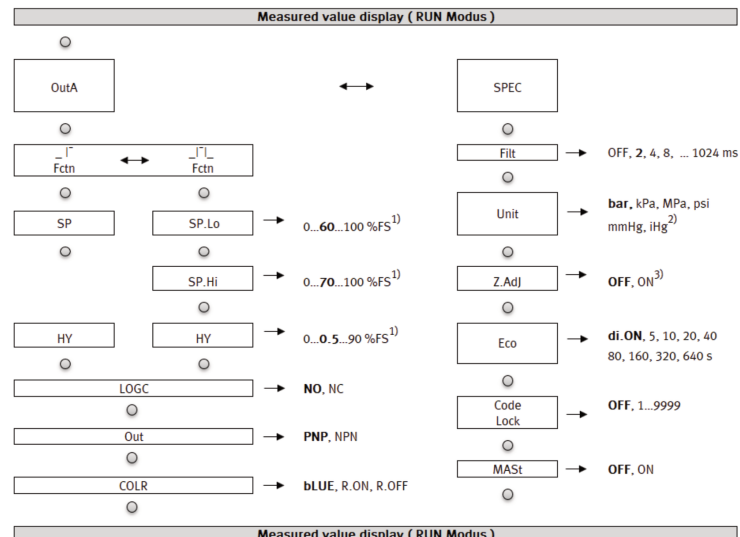 Measured value display ( RUN Modus )
OutA
SPEC
_|¯
Fctn
_|¯|_
Fctn
Filt
OFF, 2, 4, 8, ... 1024 ms
SP
SP.Lo
0...60...100 %FS1)
Unit
bar, kPa, MPa, psi
mmHg, iHg2)
SP.Hi
0...70...100 %FS1)
Z.AdJ
OFF, ON3)
HY
HY
0...0.5...90 %FS1)
Eco
di.ON, 5, 10, 20, 40
80, 160, 320, 640 s
LOGC
NO, NC
Code
Lock
OFF, 1...9999
Out
PNP, NPN
MASt
OFF, ON
COLR
bLUE, R.ON, R.OFF
Measured value display ( RUN Modus )